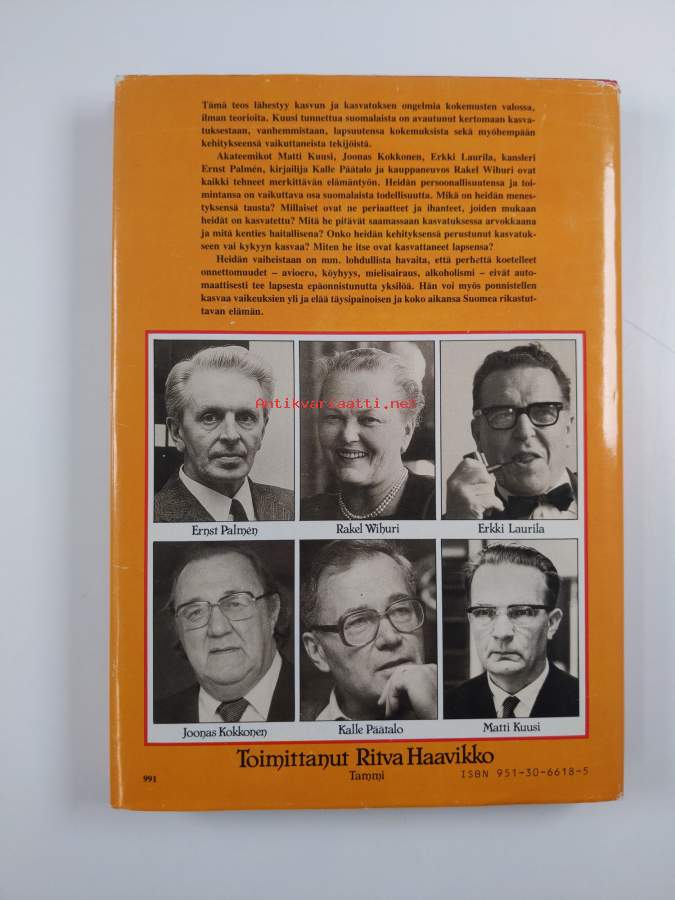 Tämä teos lähestyy kasvun ja kasvatuksen ongelmia kokemusten valossa,
ilman teorioita. Kuusi tunnettua suomalaista on avautunut kertomaan kasva-
tuksestaan, vanhemmistaan, lapsuutensa kokemuksista sekä myöhempään
kehitykseensä vaikuttaneista tekijöistä.
Akateemikot Matti Kuusi, Joonas Kokkonen, Erkki Laurila, kansleri
Ernst Palmén, kirjailija Kalle Päätalo ja kauppaneuvos Rakel Wihuri ovat
kaikki tehneet merkittävän elämäntyön. Heidän persoonallisuutensa ja toi-
mintansa on vaikuttava osa suomalaista todellisuutta. Mikä on heidän menes-
tyksensä tausta? Millaiset ovat ne periaatteet ja ihanteet, joiden mukaan
heidät on kasvatettu? Mitä he pitävät saamassaan kasvatuksessa arvokkaana
ja mitä kenties haitallisena? Onko heidän kehityksensä perustunut kasvatuk-
seen vai kykyyn kasvaa? Miten he itse ovat kasvattaneet lapsensa?
Heidän vaiheistaan on mm. lohdullista havaita, että perhettä koetelleet
onnettomuudet – avioero, köyhyys, mielisairaus, alkoholismi – eivät auto-
maattisesti tee lapsesta epäonnistunutta yksilöä. Hän voi myös ponnistellen
kasvaa vaikeuksien yli ja elää täysipainoisen ja koko aikansa Suomea rikastut-
tavan elämän.
Antikvariaatti.net
Ernst Palmén
Rakel Wihuri
Erkki Laurila
Joonas Kokkonen
Kalle Päätalo
Matti Kuusi
Toimittanut Ritva Haavikko
Tammi
991
ISBN 951-30-6618-5